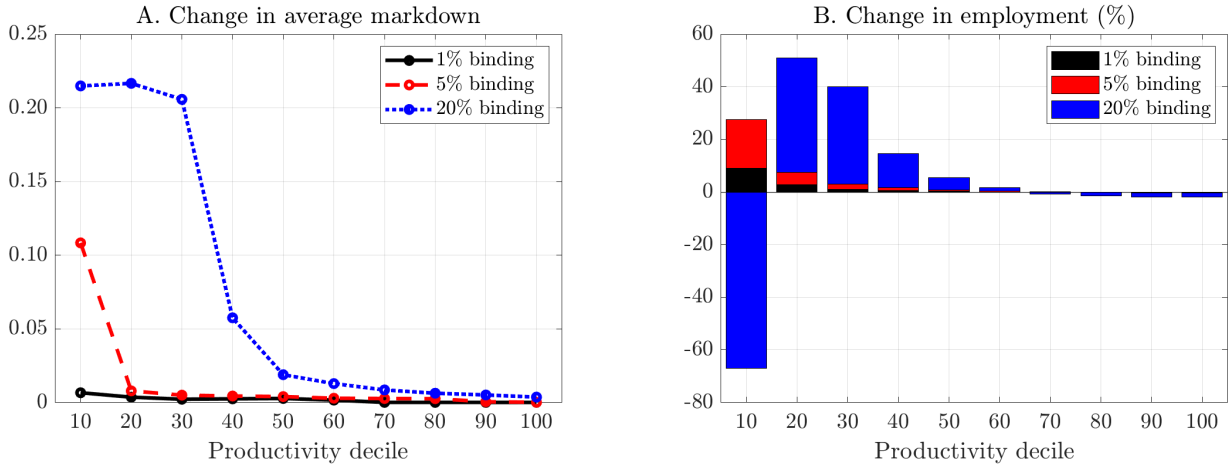 A. Change in average markdown
0.25
0.20
0.15
0.10
0.05
0
1% binding
5% binding
20% binding
10 20 30 40 50 60 70 80 90 100
Productivity decile
B. Change in employment (%)
60
40
20
0
-20
-40
-60
-80
1% binding
5% binding
20% binding
10 20 30 40 50 60 70 80 90 100
Productivity decile